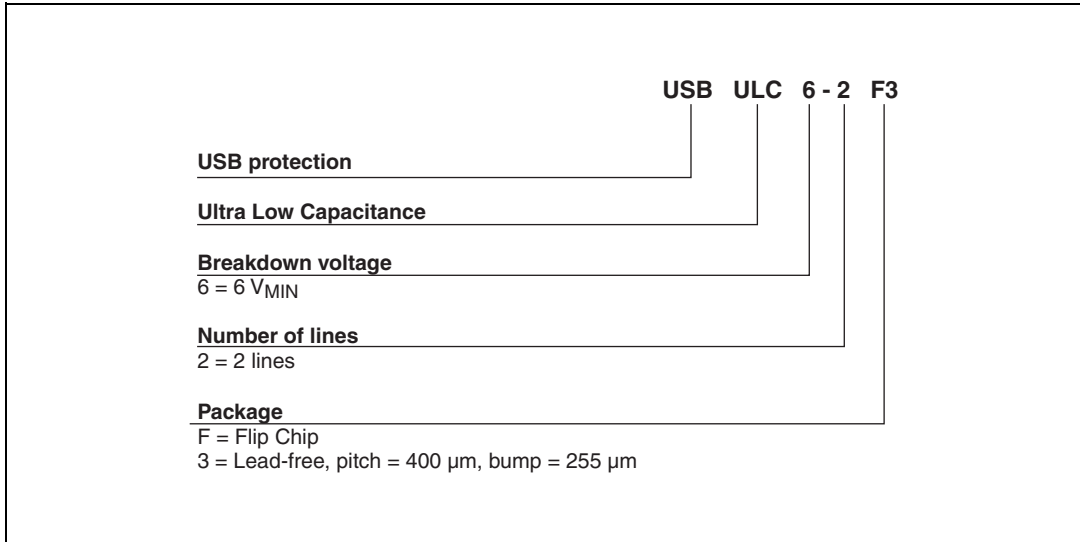 USB ULC 6 - 2 F3
USB protection
Ultra Low Capacitance
Breakdown voltage
6 = 6 VMIN
Number of lines
2 = 2 lines
Package
F = Flip Chip
3 = Lead-free, pitch = 400 µm, bump = 255 µm